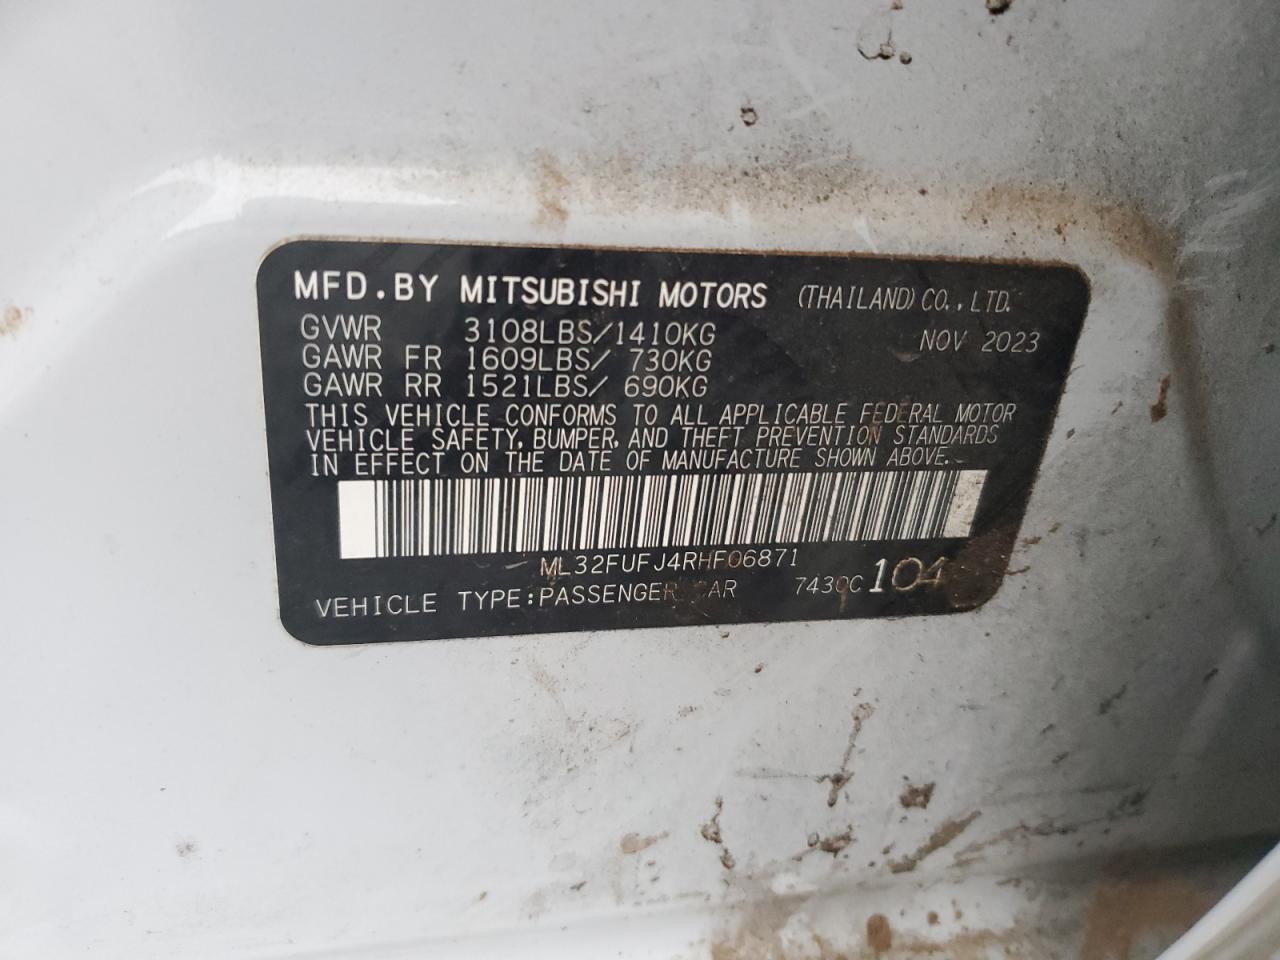 MFD.BY MITSUBISHI MOTORS (THAILAND) CO., LTD.
GVWR 3108LBS/1410KG NOV 2023
GAWR FR 1609LBS/ 730KG
GAWR RR 1521LBS/ 690KG
THIS VEHICLE CONFORMS TO ALL APPLICABLE FEDERAL MOTOR
VEHICLE SAFETY, BUMPER, AND THEFT PREVENTION STANDARDS
IN EFFECT ON THE DATE OF MANUFACTURE SHOWN ABOVE.
ML32FUFJ4RHF06871
VEHICLE TYPE:PASSENGER CAR 104